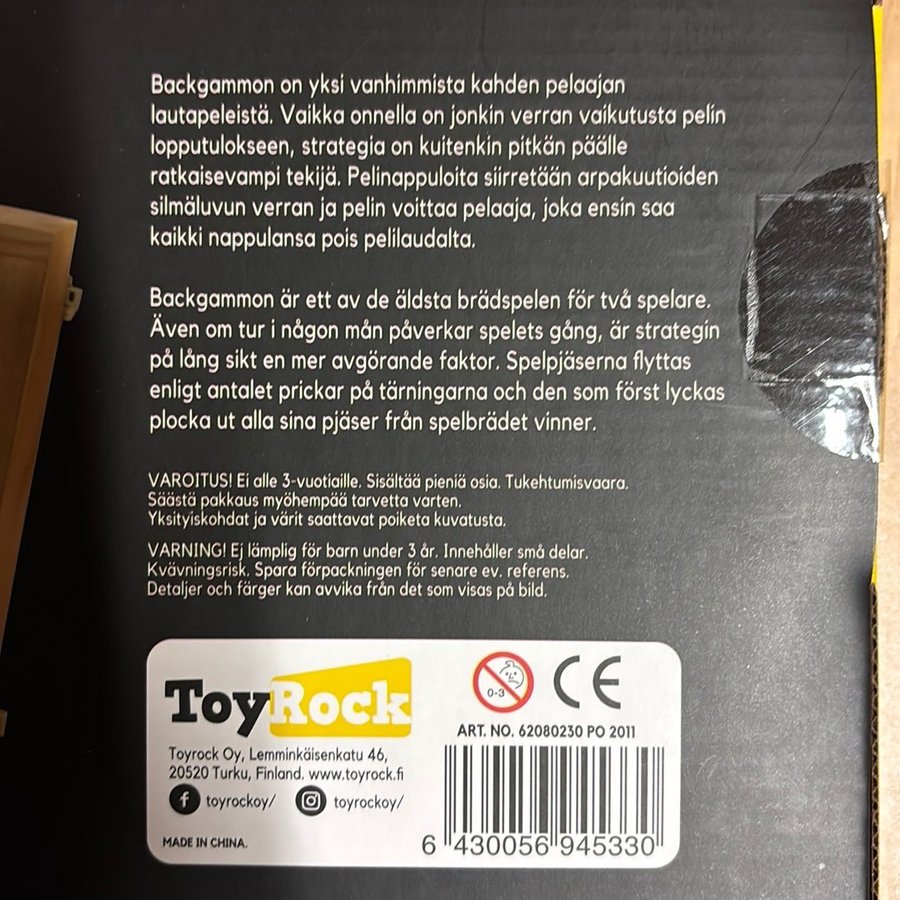 Backgammon on yksi vanhimmista kahden pelaajan
lautapeleistä. Vaikka onnella on jonkin verran vaikutusta pelin
lopputulokseen, strategia on kuitenkin pitkän päälle
ratkaisevampi tekijä. Pelinappuloita siirretään arpakuutioiden
silmäluvun verran ja pelin voittaa pelaaja, joka ensin saa
kaikki nappulansa pois pelilaudalta.
Backgammon är ett av de äldsta brädspelen för två spelare.
Även om tur i någon mån påverkar spelets gång, är strategin
på lång sikt en mer avgörande faktor. Spelpjäserna flyttas
enligt antalet prickar på tärningarna och den som först lyckas
plocka ut alla sina pjäser från spelbrädet vinner.
VAROITUS! Ei alle 3-vuotiaille. Sisältää pieniä osia. Tukehtumisvaara.
Säästä pakkaus myöhempää tarvetta varten.
Yksityiskohdat ja värit saattavat poiketa kuvatusta.
VARNING! Ej lämplig för barn under 3 år. Innehåller små delar.
Kvävningsrisk. Spara förpackningen för senare ev. referens.
Detaljer och färger kan avvika från det som visas på bild.
ToyRock
0-3
CE
ART. NO. 62080230 PO 2011
Toyrock Oy, Lemminkäisenkatu 46,
20520 Turku, Finland. www.toyrock.fi
toyrockoy/ toyrockoy/
MADE IN CHINA.
6 430056 945330